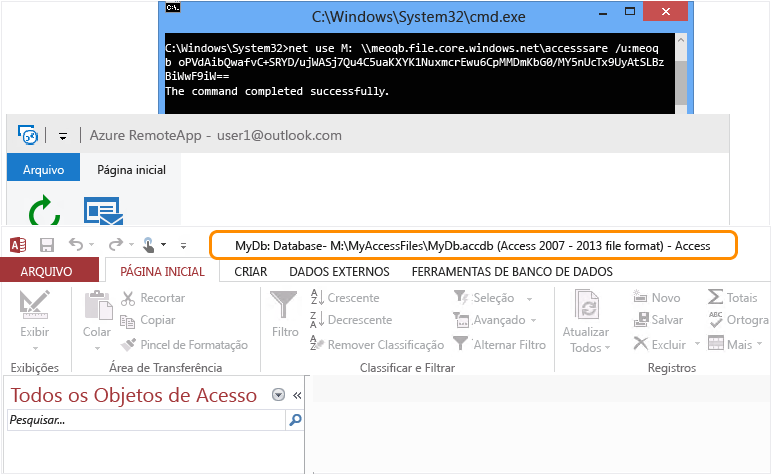 C:\Windows\System32\cmd.exe
C:\Windows\System32>net use M: \\meoqb.file.core.windows.net\accesssare /u:meoq
b oPVdAibQwafvC+SRYD/ujWASj7Qu4C5uaKXYK1NuxmcrEwu6CpMMDmKbG0/MY5nUcTx9UyAtSLBz
BiWwF9iW==
The command completed successfully.
Azure RemoteApp - user1@outlook.com
Arquivo Página inicial
MyDb: Database- M:\MyAccessFiles\MyDb.accdb (Access 2007 - 2013 file format) - Access
ARQUIVO PÁGINA INICIAL CRIAR DADOS EXTERNOS FERRAMENTAS DE BANCO DE DADOS
Exibir
Exibições
Colar
Recortar
Copiar
Pincel de Formatação
Área de Transferência
Filtro
Crescente
Decrescente
Remover Classificação
Seleção
Avançado
Alternar Filtro
Classificar e Filtrar
Atualizar
Todos
Novo
Salvar
Excluir
Totais
Ortogra
Mais
Registros
Todos os Objetos de Acesso
Pesquisar...